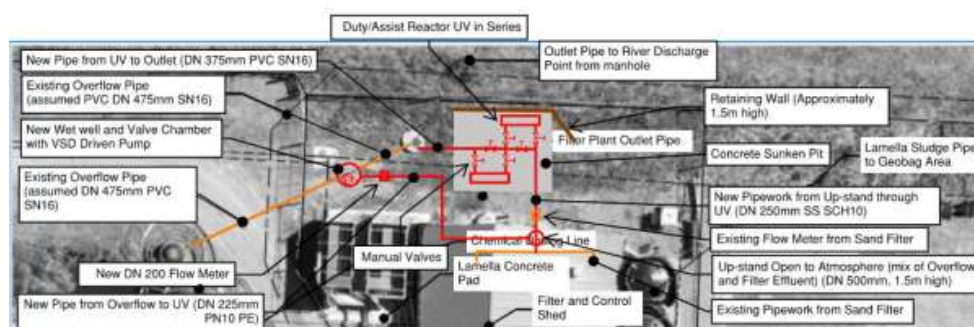 Duty/Assist Reactor UV in Series
New Pipe from UV to Outlet (DN 375mm PVC SN16)
Outlet Pipe to River Discharge
Point from manhole
Existing Overflow Pipe
(assumed PVC DN 475mm SN16)
Retaining Wall (Approximately
1.5m high)
New Wet well and Valve Chamber
with VSD Driven Pump
Filter Plant Outlet Pipe
Concrete Sunken Pit
Lamella Sludge Pipe
to Geobag Area
Existing Overflow Pipe
(assumed DN 475mm PVC
SN16)
New Pipework from Up-stand through
UV (DN 250mm SS SCH10)
Existing Flow Meter from Sand Filter
Chemical Dosing Line
New DN 200 Flow Meter
Manual Valves
Lamella Concrete
Pad
Up-stand Open to Atmosphere (mix of Overflow
and Filter Effluent) (DN 500mm, 1.5m high)
New Pipe from Overflow to UV (DN 225mm
PN10 PE)
Filter and Control
Shed
Existing Pipework from Sand Filter